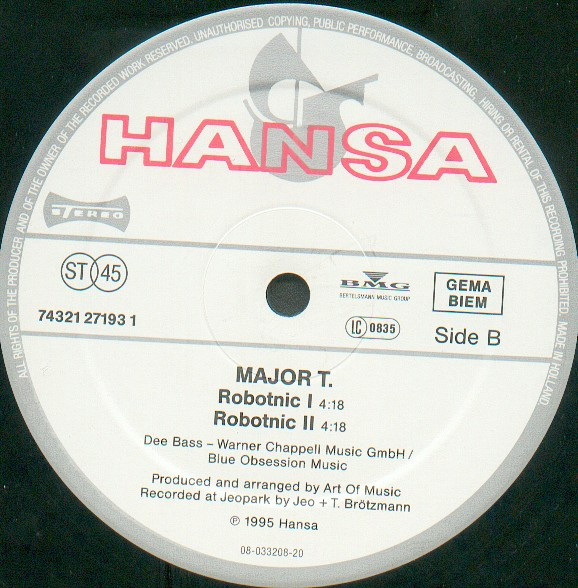 ALL RIGHTS OF THE PRODUCER AND OF THE OWNER OF THE RECORDED WORK RESERVED. UNAUTHORISED COPYING, PUBLIC PERFORMANCE, BROADCASTING, HIRING OR RENTAL OF THIS RECORDING PROHIBITED. MADE IN HOLLAND.
HANSA
STEREO
ST 45
BMG
BERTELSMANN MUSIC GROUP
GEMA
BIEM
74321 27193 1
LC 0835
Side B
MAJOR T.
Robotnic I 4:18
Robotnic II 4:18
Dee Bass – Warner Chappell Music GmbH /
Blue Obsession Music
Produced and arranged by Art Of Music
Recorded at Jeopark by Jeo + T. Brötzmann
℗ 1995 Hansa
08-033208-20